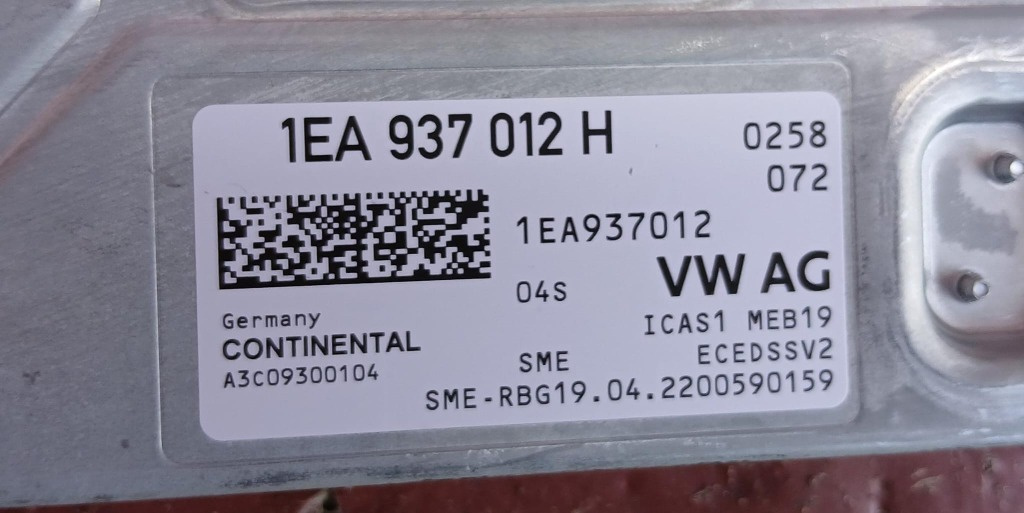 1EA 937 012 H
0258
072
1EA937012
04S
VW AG
Germany
CONTINENTAL
A3C09300104
ICAS1 MEB19
SME
ECEDSSV2
SME-RBG19.04.2200590159